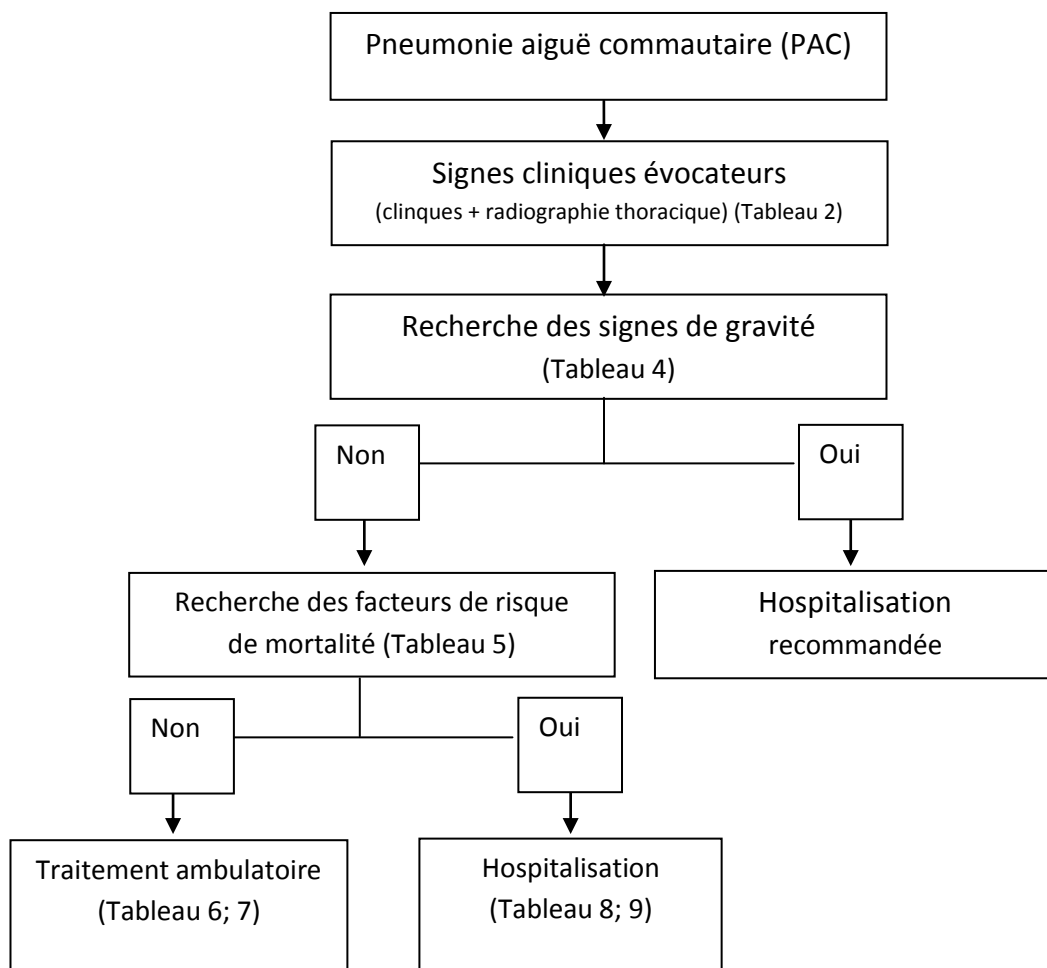 Pneumonie aiguë commautaire (PAC)
Signes cliniques évocateurs
(clinques + radiographie thoracique) (Tableau 2)
Recherche des signes de gravité
(Tableau 4)
Non
Oui
Recherche des facteurs de risque
de mortalité (Tableau 5)
Hospitalisation
recommandée
Non
Oui
Traitement ambulatoire
(Tableau 6; 7)
Hospitalisation
(Tableau 8; 9)